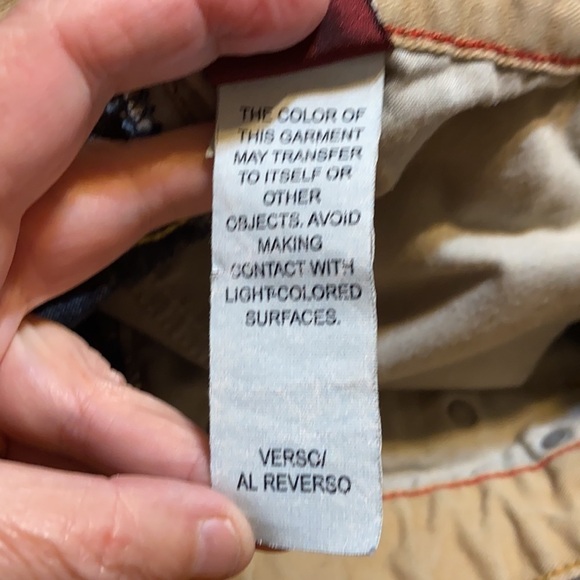 THE COLOR OF
THIS GARMENT
MAY TRANSFER
TO ITSELF OR
OTHER
OBJECTS. AVOID
MAKING
CONTACT WITH
LIGHT-COLORED
SURFACES.
VERSO/
AL REVERSO